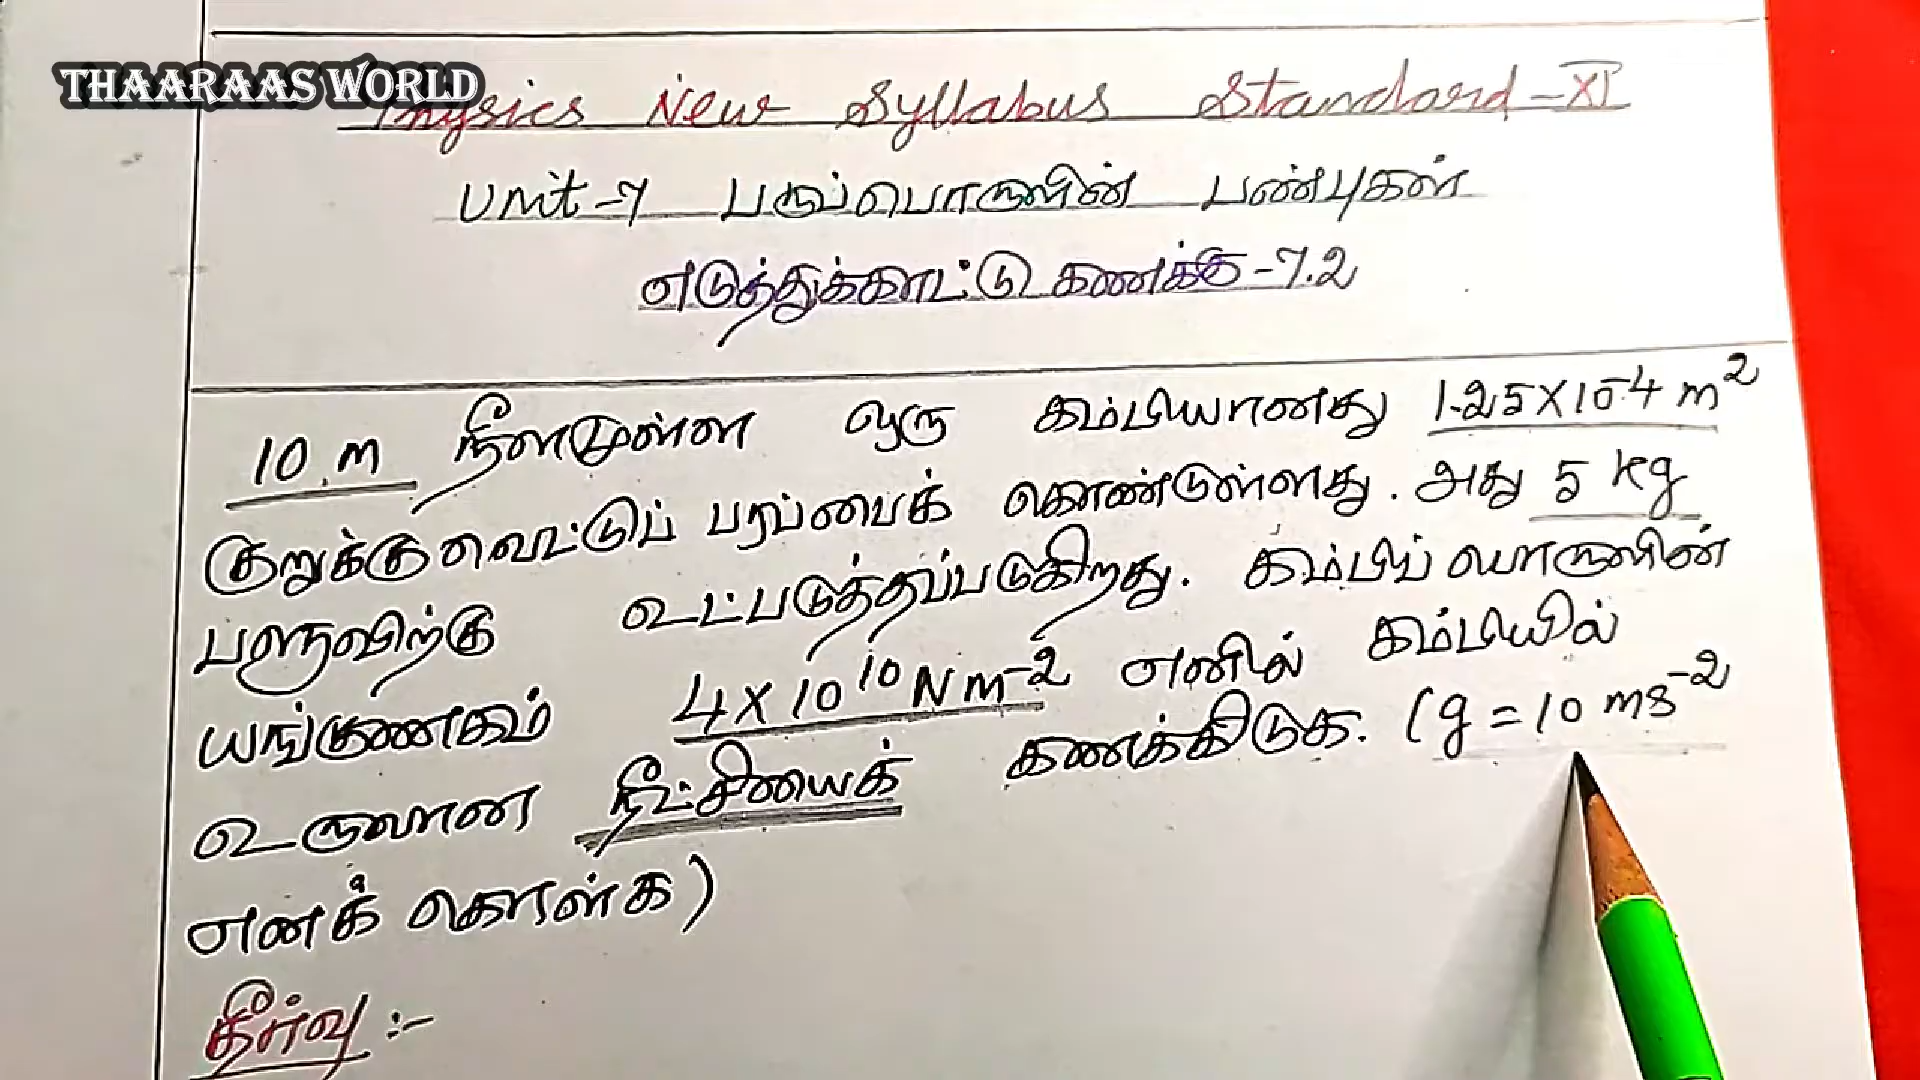 THAARAAS WORLD
Physics New Syllabus Standard-XI
Unit-7 பருப்பொருளின் பண்புகள்
எடுத்துக்காட்டு கணக்கு-7.2
10 m நீளமுள்ள ஒரு கம்பியானது 1.25×10-4 m²
குறுக்குவெட்டுப் பரப்பைக் கொண்டுள்ளது. அது 5 kg
பளுவிற்கு உட்படுத்தப்படுகிறது. கம்பிப் பொருளின்
யங்குணகம் 4×10¹⁰Nm⁻² எனில் கம்பியில்
உருவான நீட்சியைக் கணக்கிடுக. (g=10 ms⁻²
எனக் கொள்க)
தீர்வு :-